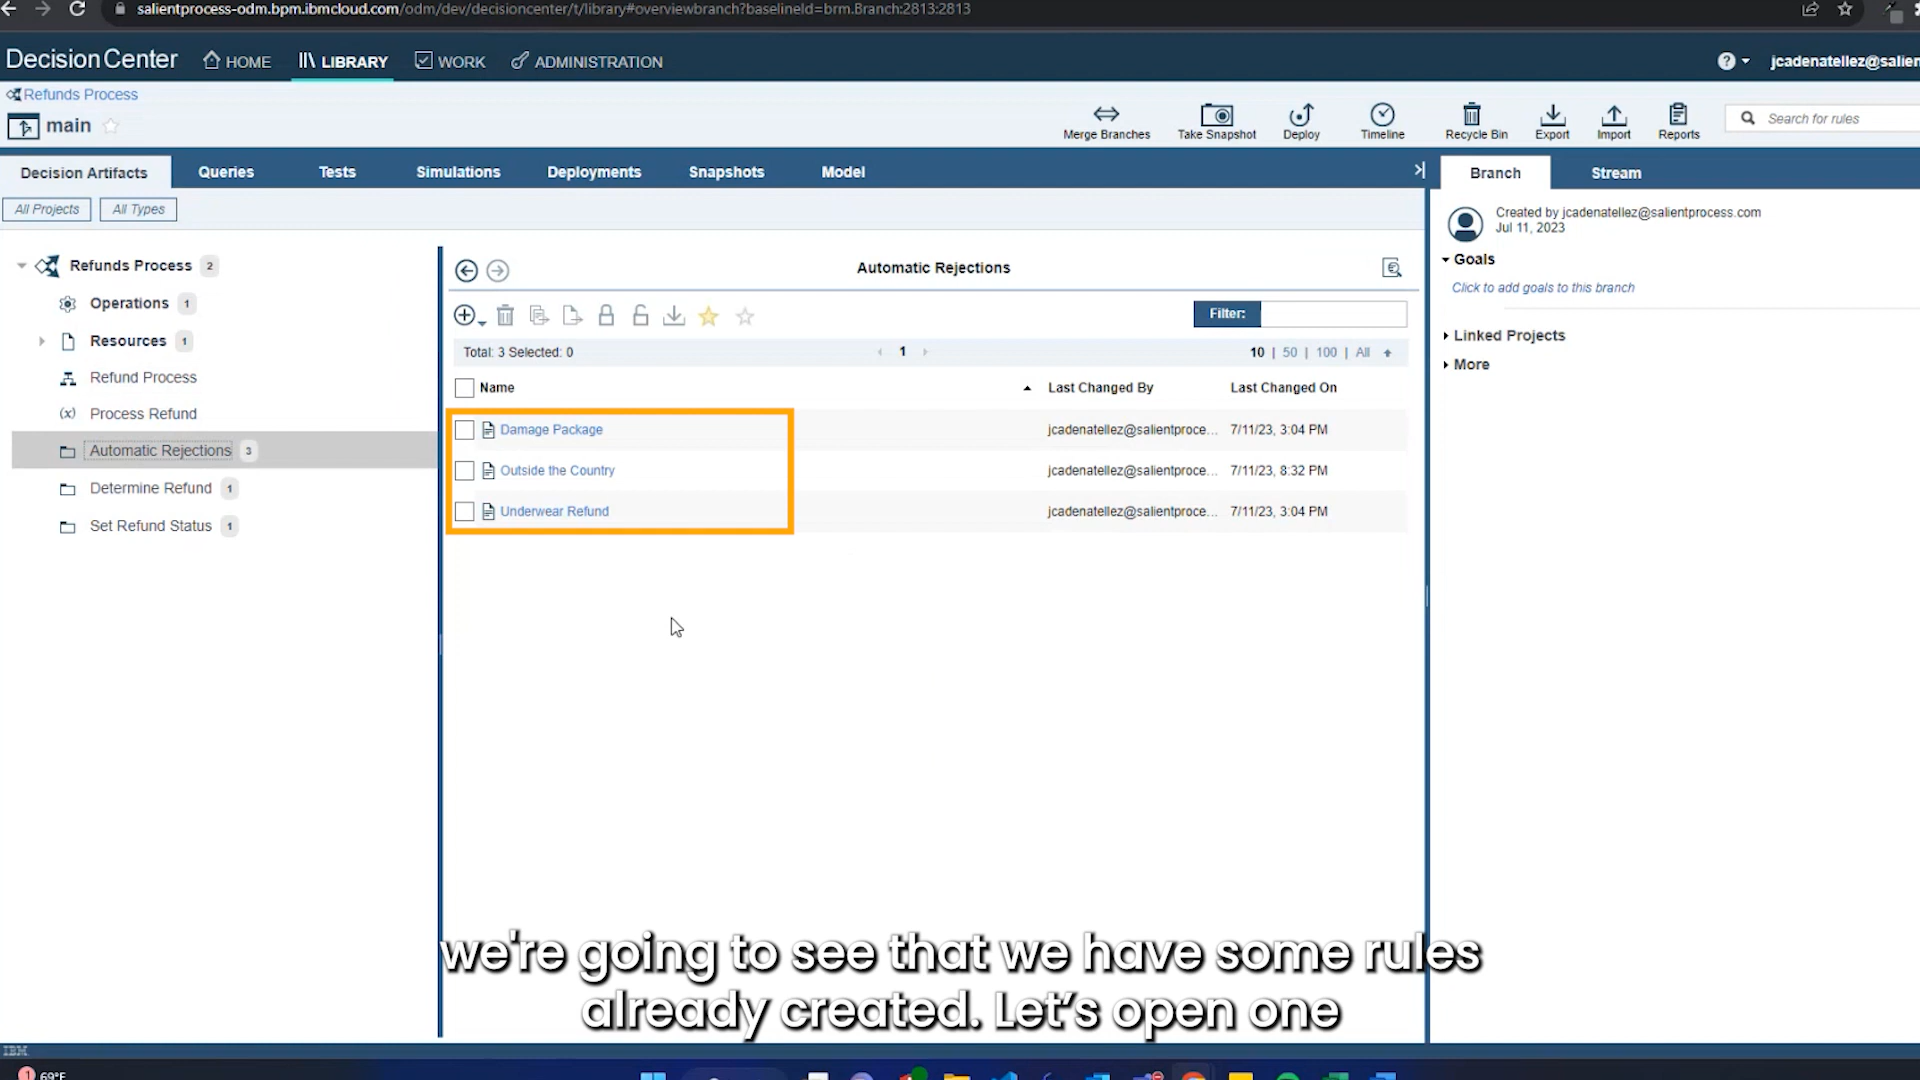 salientprocess-odm.bpm.ibmcloud.com/odm/dev/decisioncenter/t/library#overviewbranch?baselineId=brm.Branch:2813:2813
Decision Center HOME LIBRARY WORK ADMINISTRATION ? jcadenatellez@salien
Refunds Process
main
Merge Branches Take Snapshot Deploy Timeline Recycle Bin Export Import Reports Search for rules
Decision Artifacts Queries Tests Simulations Deployments Snapshots Model
All Projects All Types
Refunds Process 2
Operations 1
Resources 1
Refund Process
(x) Process Refund
Automatic Rejections 3
Determine Refund 1
Set Refund Status 1
Automatic Rejections
Filter:
Total: 3 Selected: 0 1 10 | 50 | 100 | All
Name Last Changed By Last Changed On
Damage Package jcadenatellez@salientproce... 7/11/23, 3:04 PM
Outside the Country jcadenatellez@salientproce... 7/11/23, 8:32 PM
Underwear Refund jcadenatellez@salientproce... 7/11/23, 3:04 PM
Branch Stream
Created by jcadenatellez@salientprocess.com
Jul 11, 2023
Goals
Click to add goals to this branch
Linked Projects
More
we're going to see that we have some rules
already created. Let's open one
IBM
1 69°F